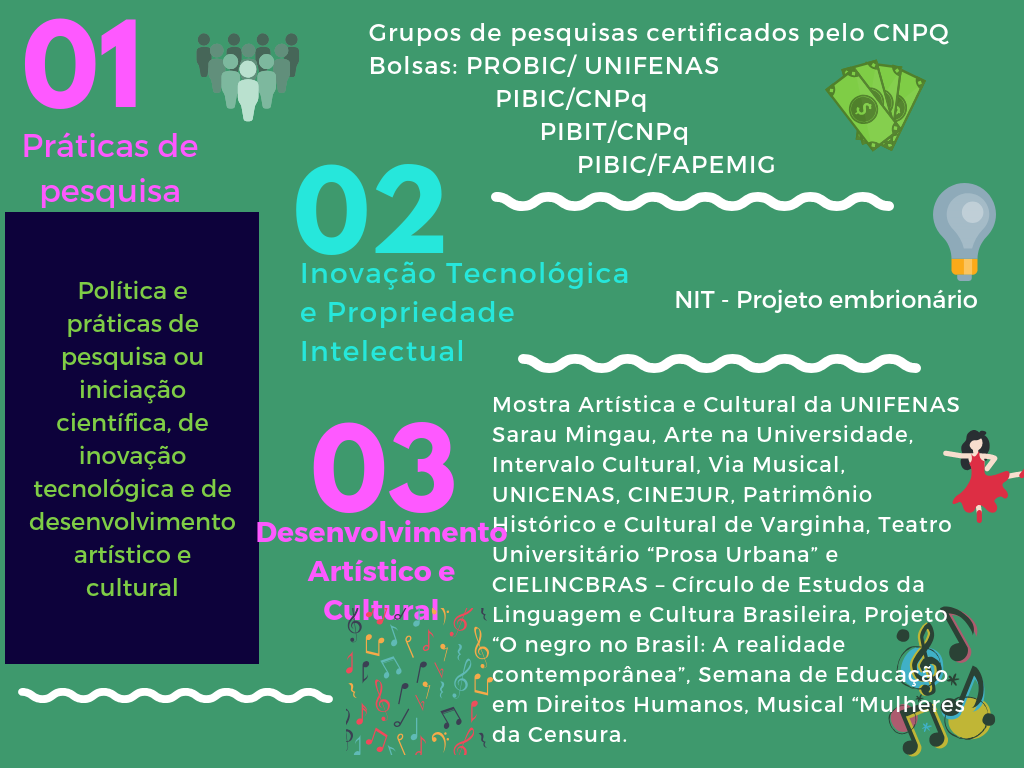 01
Práticas de
pesquisa
Grupos de pesquisas certificados pelo CNPQ
Bolsas: PROBIC/ UNIFENAS
PIBIC/CNPq
PIBIT/CNPq
PIBIC/FAPEMIG
Política e
práticas de
pesquisa ou
iniciação
científica, de
inovação
tecnológica e de
desenvolvimento
artístico e
cultural
02
Inovação Tecnológica
e Propriedade
Intelectual
NIT - Projeto embrionário
03
Desenvolvimento
Artístico e
Cultural
Mostra Artística e Cultural da UNIFENAS
Sarau Mingau, Arte na Universidade,
Intervalo Cultural, Via Musical,
UNICENAS, CINEJUR, Patrimônio
Histórico e Cultural de Varginha, Teatro
Universitário “Prosa Urbana” e
CIELINCBRAS – Círculo de Estudos da
Linguagem e Cultura Brasileira, Projeto
“O negro no Brasil: A realidade
contemporânea”, Semana de Educação
em Direitos Humanos, Musical “Mulheres
da Censura.